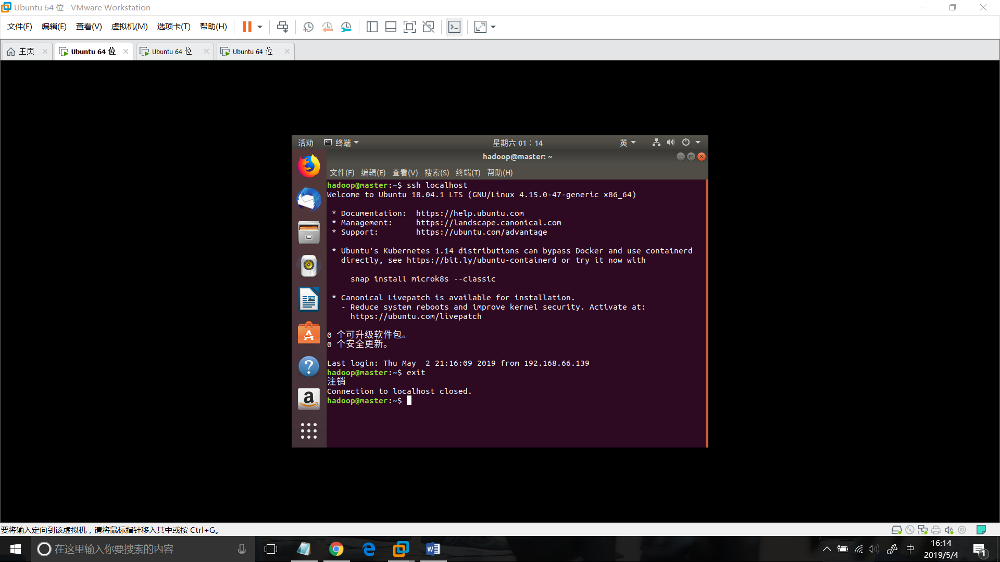 Ubuntu 64 位 - VMware Workstation
文件(F) 编辑(E) 查看(V) 虚拟机(M) 选项卡(T) 帮助(H)
主页 Ubuntu 64 位 Ubuntu 64 位 Ubuntu 64 位
活动 终端 星期六 01：14 英
hadoop@master: ~
文件(F) 编辑(E) 查看(V) 搜索(S) 终端(T) 帮助(H)
hadoop@master:~$ ssh localhost
Welcome to Ubuntu 18.04.1 LTS (GNU/Linux 4.15.0-47-generic x86_64)
* Documentation:  https://help.ubuntu.com
* Management:     https://landscape.canonical.com
* Support:        https://ubuntu.com/advantage
* Ubuntu's Kubernetes 1.14 distributions can bypass Docker and use containerd
directly, see https://bit.ly/ubuntu-containerd or try it now with
snap install microk8s --classic
* Canonical Livepatch is available for installation.
- Reduce system reboots and improve kernel security. Activate at:
https://ubuntu.com/livepatch
0 个可升级软件包。
0 个安全更新。
Last login: Thu May  2 21:16:09 2019 from 192.168.66.139
hadoop@master:~$ exit
注销
Connection to localhost closed.
hadoop@master:~$
要将输入定向到该虚拟机，请将鼠标指针移入其中或按 Ctrl+G。
在这里输入你要搜索的内容
中
16:14
2019/5/4
1